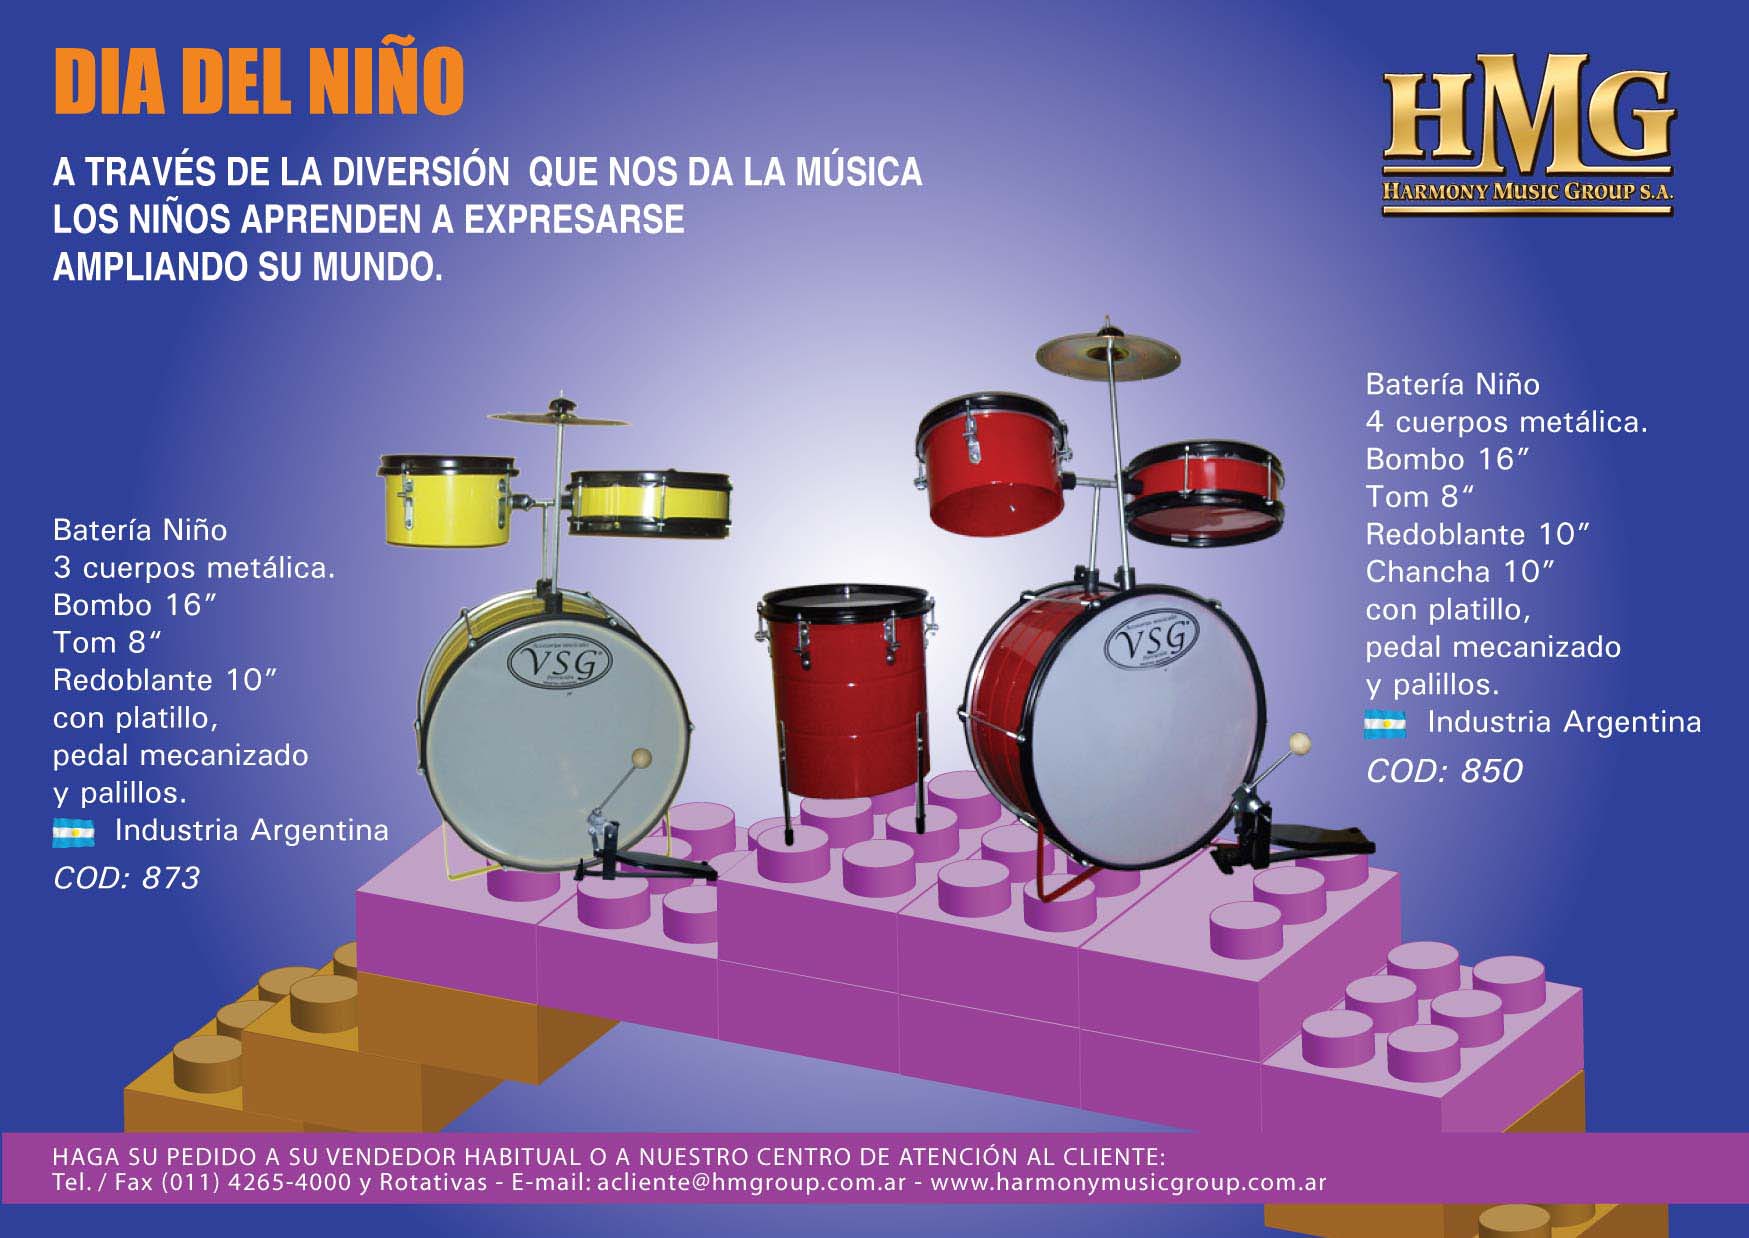 DIA DEL NIÑO
A TRAVÉS DE LA DIVERSIÓN QUE NOS DA LA MÚSICA
LOS NIÑOS APRENDEN A EXPRESARSE
AMPLIANDO SU MUNDO.
HMG
HARMONY MUSIC GROUP S.A.
Batería Niño
3 cuerpos metálica.
Bombo 16”
Tom 8“
Redoblante 10”
con platillo,
pedal mecanizado
y palillos.
Industria Argentina
COD: 873
VSG
VSG
Batería Niño
4 cuerpos metálica.
Bombo 16”
Tom 8“
Redoblante 10”
Chancha 10”
con platillo,
pedal mecanizado
y palillos.
Industria Argentina
COD: 850
HAGA SU PEDIDO A SU VENDEDOR HABITUAL O A NUESTRO CENTRO DE ATENCIÓN AL CLIENTE:
Tel. / Fax (011) 4265-4000 y Rotativas - E-mail: acliente@hmgroup.com.ar - www.harmonymusicgroup.com.ar